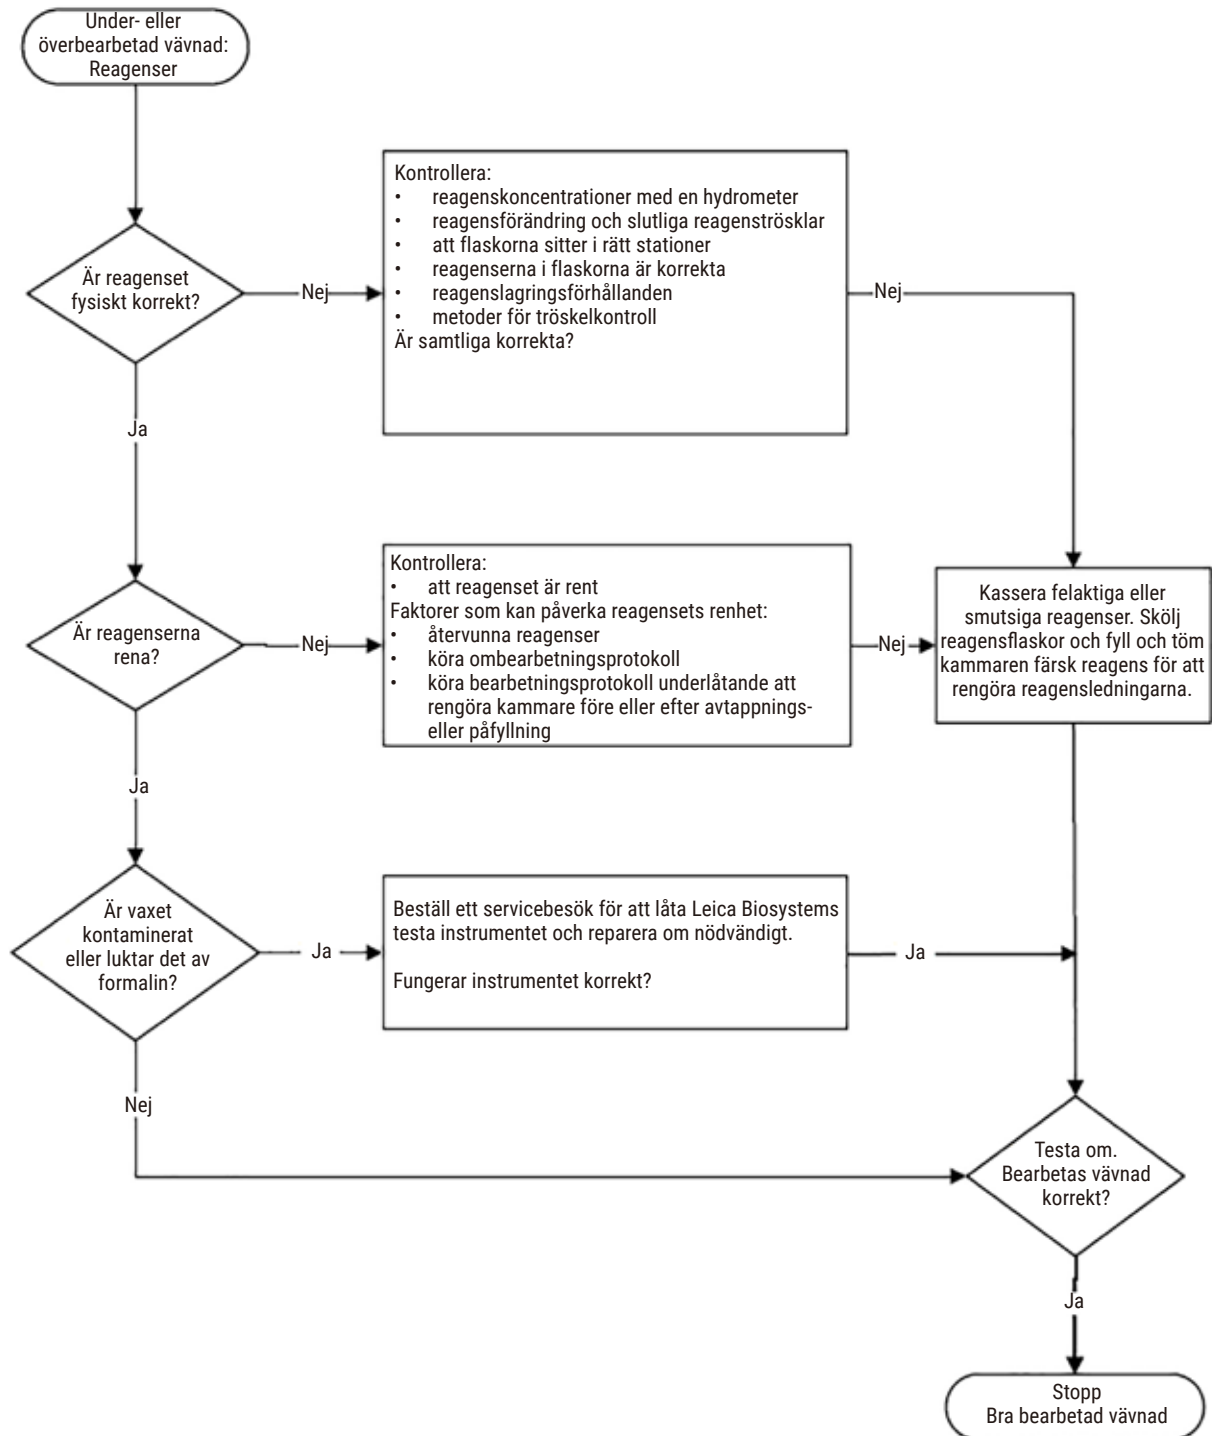 Under- eller
överbearbetad vävnad:
Reagenser
Är reagenset
fysiskt korrekt?
Nej
Kontrollera:
• reagenskoncentrationer med en hydrometer
• reagensförändring och slutliga reagenströsklar
• att flaskorna sitter i rätt stationer
• reagenserna i flaskorna är korrekta
• reagenslagringsförhållanden
• metoder för tröskelkontroll
Är samtliga korrekta?
Nej
Ja
Är reagenserna
rena?
Nej
Kontrollera:
• att reagenset är rent
Faktorer som kan påverka reagensets renhet:
• återvunna reagenser
• köra ombearbetningsprotokoll
• köra bearbetningsprotokoll underlåtande att
rengöra kammare före eller efter avtappnings-
eller påfyllning
Nej
Kassera felaktiga eller
smutsiga reagenser. Skölj
reagensflaskor och fyll och töm
kammaren färsk reagens för att
rengöra reagensledningarna.
Ja
Är vaxet
kontaminerat
eller luktar det av
formalin?
Ja
Beställ ett servicebesök för att låta Leica Biosystems
testa instrumentet och reparera om nödvändigt.
Fungerar instrumentet korrekt?
Ja
Nej
Testa om.
Bearbetas vävnad
korrekt?
Ja
Stopp
Bra bearbetad vävnad